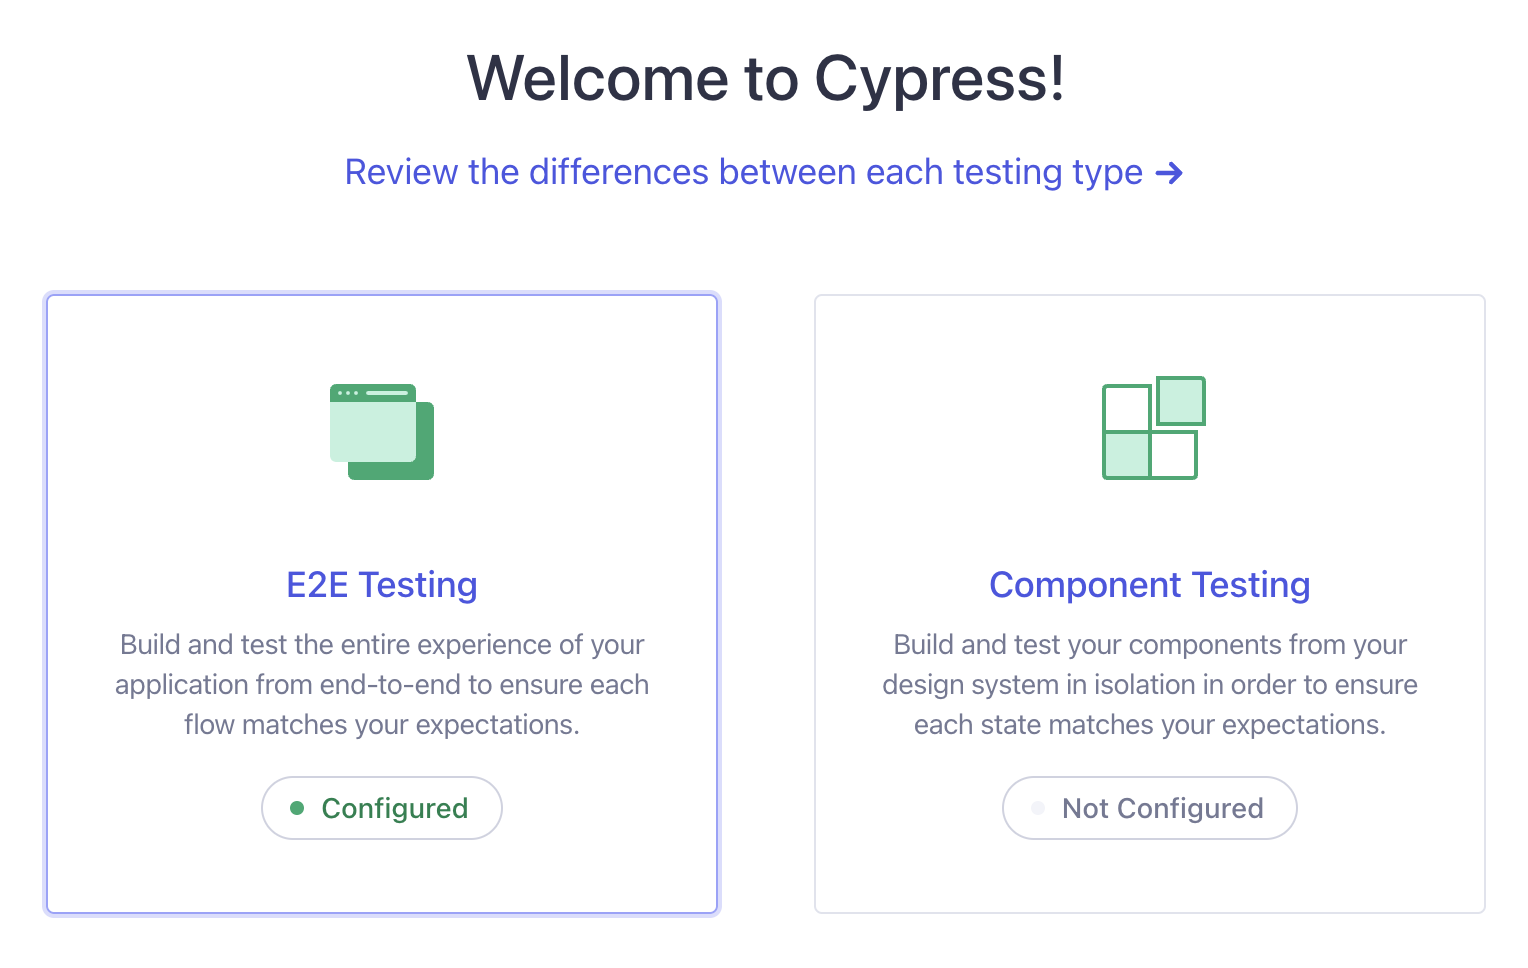 Welcome to Cypress!
Review the differences between each testing type →
E2E Testing
Build and test the entire experience of your
application from end-to-end to ensure each
flow matches your expectations.
Configured
Component Testing
Build and test your components from your
design system in isolation in order to ensure
each state matches your expectations.
Not Configured